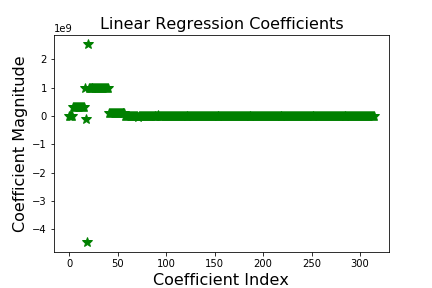 Linear Regression Coefficients
1e9
2
1
0
−1
−2
−3
−4
Coefficient Magnitude
0 50 100 150 200 250 300
Coefficient Index